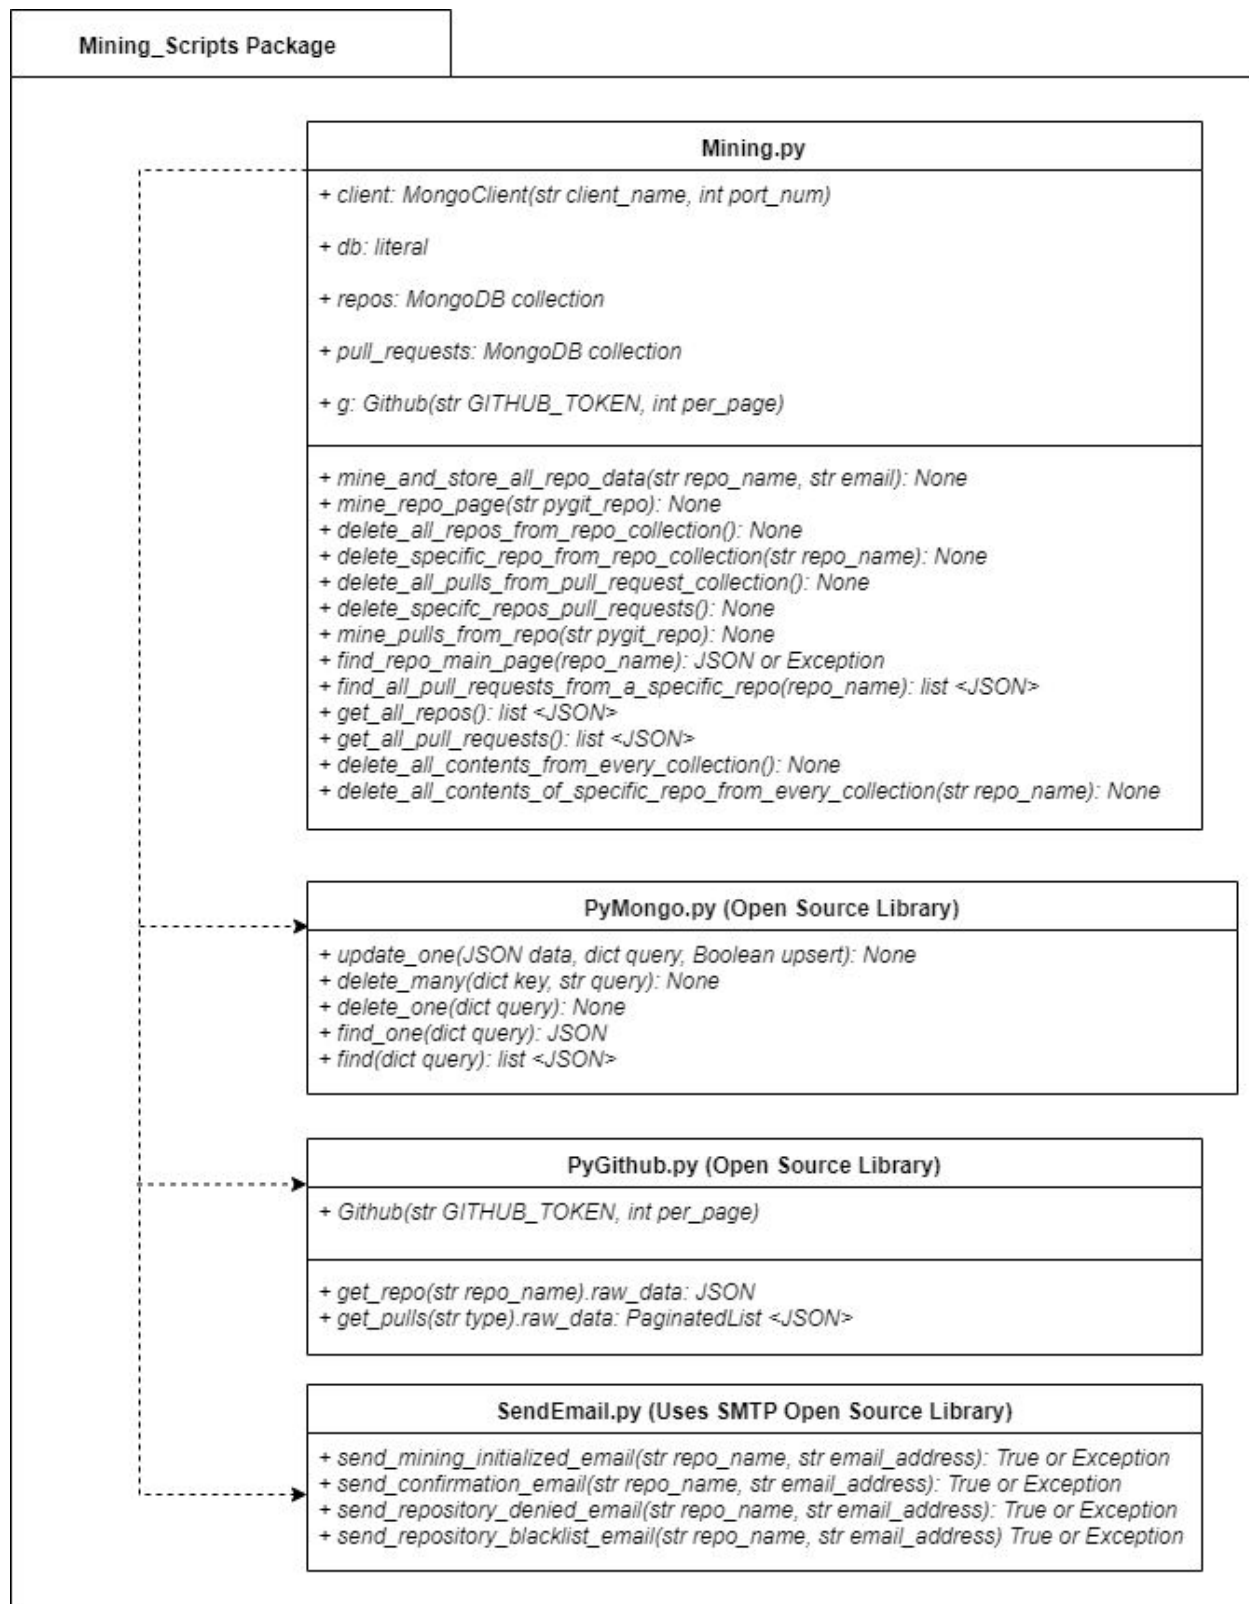 Mining_Scripts Package
Mining.py
+ client: MongoClient(str client_name, int port_num)
+ db: literal
+ repos: MongoDB collection
+ pull_requests: MongoDB collection
+ g: Github(str GITHUB_TOKEN, int per_page)
+ mine_and_store_all_repo_data(str repo_name, str email): None
+ mine_repo_page(str pygit_repo): None
+ delete_all_repos_from_repo_collection(): None
+ delete_specific_repo_from_repo_collection(str repo_name): None
+ delete_all_pulls_from_pull_request_collection(): None
+ delete_specifc_repos_pull_requests(): None
+ mine_pulls_from_repo(str pygit_repo): None
+ find_repo_main_page(repo_name): JSON or Exception
+ find_all_pull_requests_from_a_specific_repo(repo_name): list <JSON>
+ get_all_repos(): list <JSON>
+ get_all_pull_requests(): list <JSON>
+ delete_all_contents_from_every_collection(): None
+ delete_all_contents_of_specific_repo_from_every_collection(str repo_name): None
PyMongo.py (Open Source Library)
+ update_one(JSON data, dict query, Boolean upsert): None
+ delete_many(dict key, str query): None
+ delete_one(dict query): None
+ find_one(dict query): JSON
+ find(dict query): list <JSON>
PyGithub.py (Open Source Library)
+ Github(str GITHUB_TOKEN, int per_page)
+ get_repo(str repo_name).raw_data: JSON
+ get_pulls(str type).raw_data: PaginatedList <JSON>
SendEmail.py (Uses SMTP Open Source Library)
+ send_mining_initialized_email(str repo_name, str email_address): True or Exception
+ send_confirmation_email(str repo_name, str email_address): True or Exception
+ send_repository_denied_email(str repo_name, str email_address): True or Exception
+ send_repository_blacklist_email(str repo_name, str email_address) True or Exception